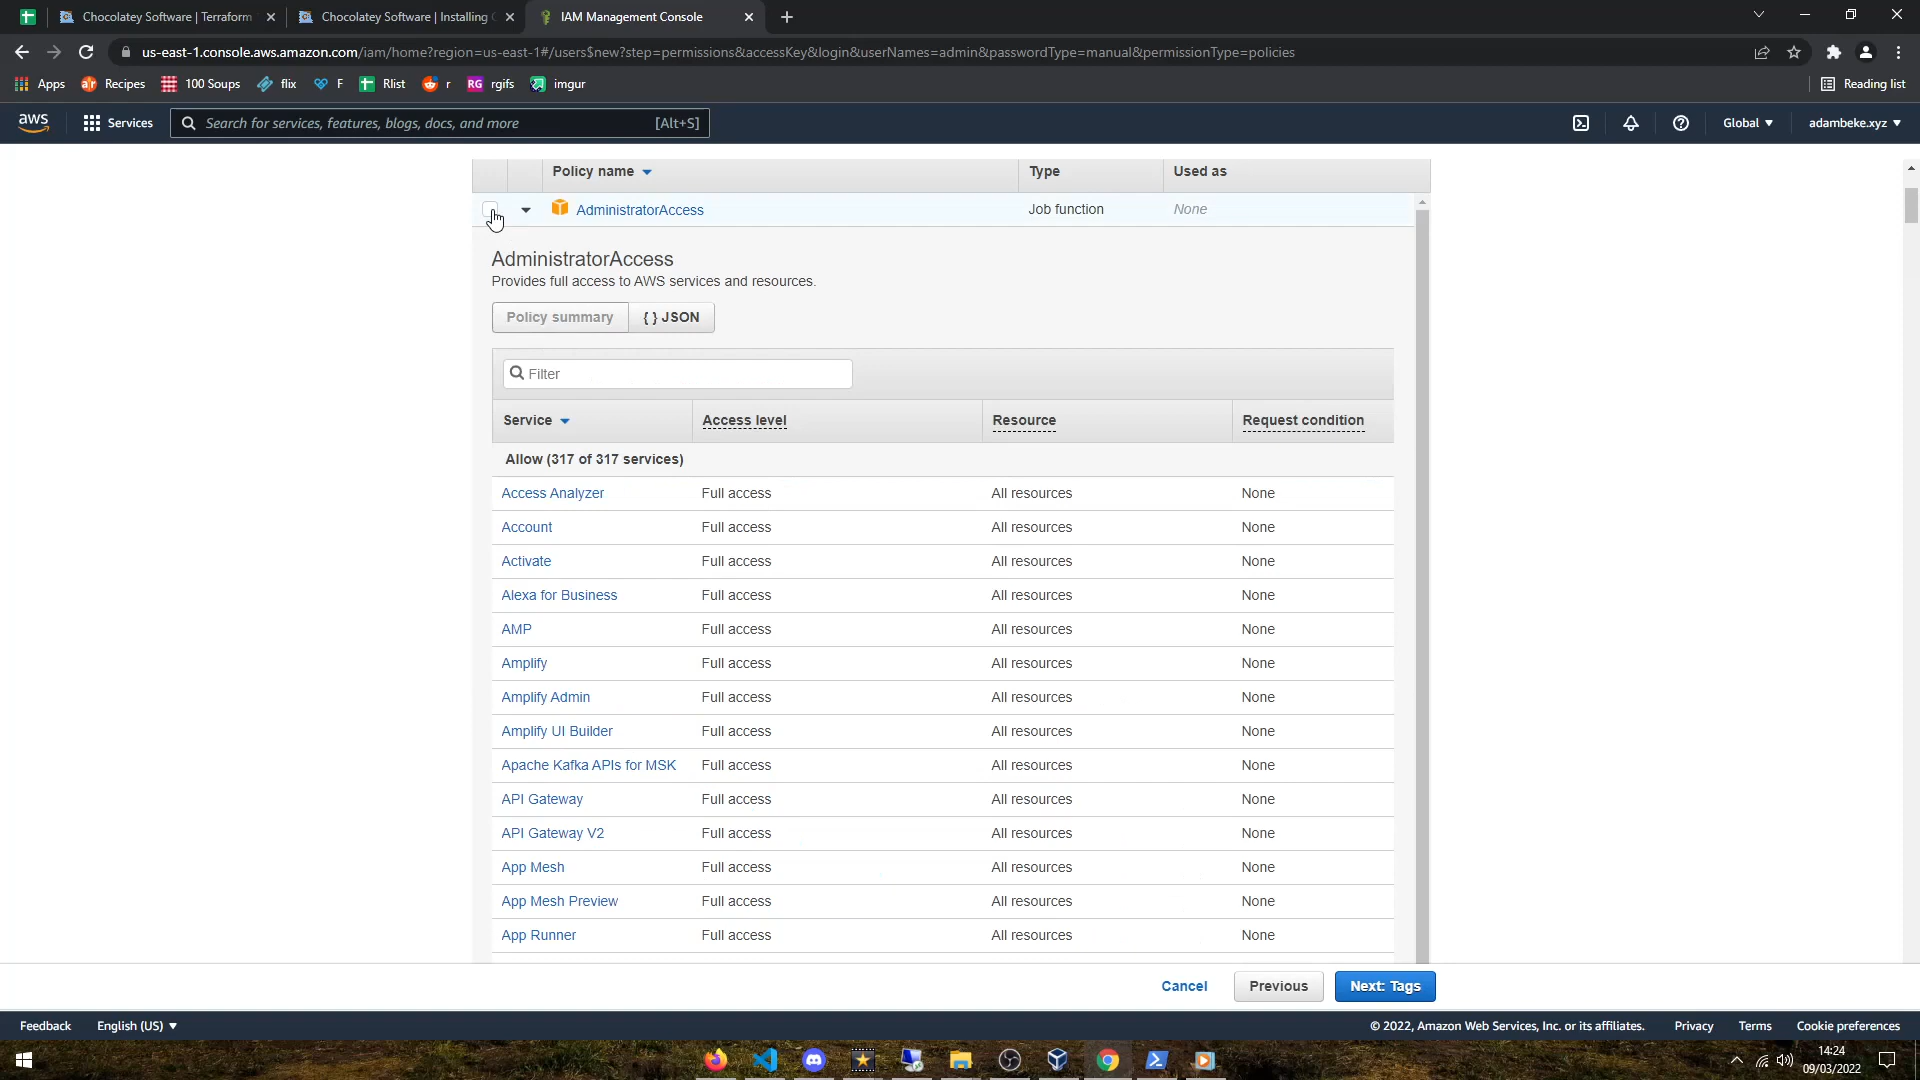 Chocolatey Software | Terraform
Chocolatey Software | Installing
IAM Management Console
us-east-1.console.aws.amazon.com/iam/home?region=us-east-1#/users$new?step=permissions&accessKey&login&userNames=admin&passwordType=manual&permissionType=policies
Apps
ar Recipes
100 Soups
flix
F
Rlist
r
RG rgifs
imgur
Reading list
aws
Services
Search for services, features, blogs, docs, and more [Alt+S]
Global
adambeke.xyz
Policy name Type Used as
AdministratorAccess Job function None
AdministratorAccess
Provides full access to AWS services and resources.
Policy summary { } JSON
Filter
Service Access level Resource Request condition
Allow (317 of 317 services)
Access Analyzer Full access All resources None
Account Full access All resources None
Activate Full access All resources None
Alexa for Business Full access All resources None
AMP Full access All resources None
Amplify Full access All resources None
Amplify Admin Full access All resources None
Amplify UI Builder Full access All resources None
Apache Kafka APIs for MSK Full access All resources None
API Gateway Full access All resources None
API Gateway V2 Full access All resources None
App Mesh Full access All resources None
App Mesh Preview Full access All resources None
App Runner Full access All resources None
Cancel Previous Next: Tags
Feedback English (US) © 2022, Amazon Web Services, Inc. or its affiliates. Privacy Terms Cookie preferences
14:24
09/03/2022